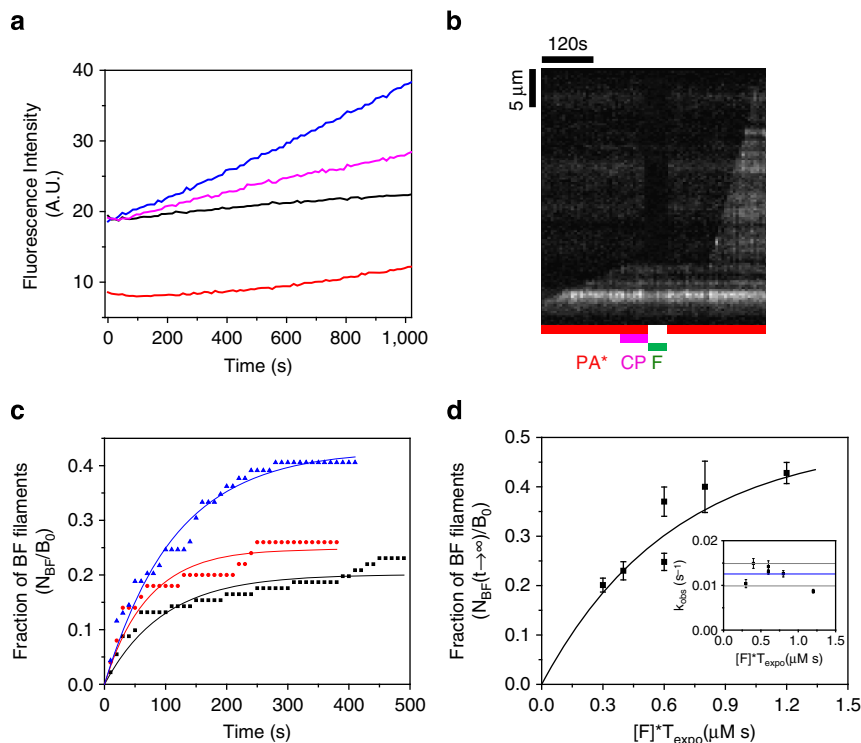 a
Fluorescence Intensity
(A.U.)
40
30
20
10
0
200
400
600
800
1,000
Time (s)
b
120s
5 μm
PA* CP F
c
Fraction of BF filaments
(N_BF/B_0)
0.4
0.3
0.2
0.1
0.0
0
100
200
300
400
500
Time (s)
d
Fraction of BF filaments
(N_BF(t→∞)/B_0)
0.5
0.4
0.3
0.2
0.1
0.0
0.0
0.3
0.6
0.9
1.2
1.5
[F]*T_expo(μM s)
k_obs (s⁻¹)
0.015
0.010
0.00
0.0
0.5
1.0
1.5
[F]*T_expo(μM s)